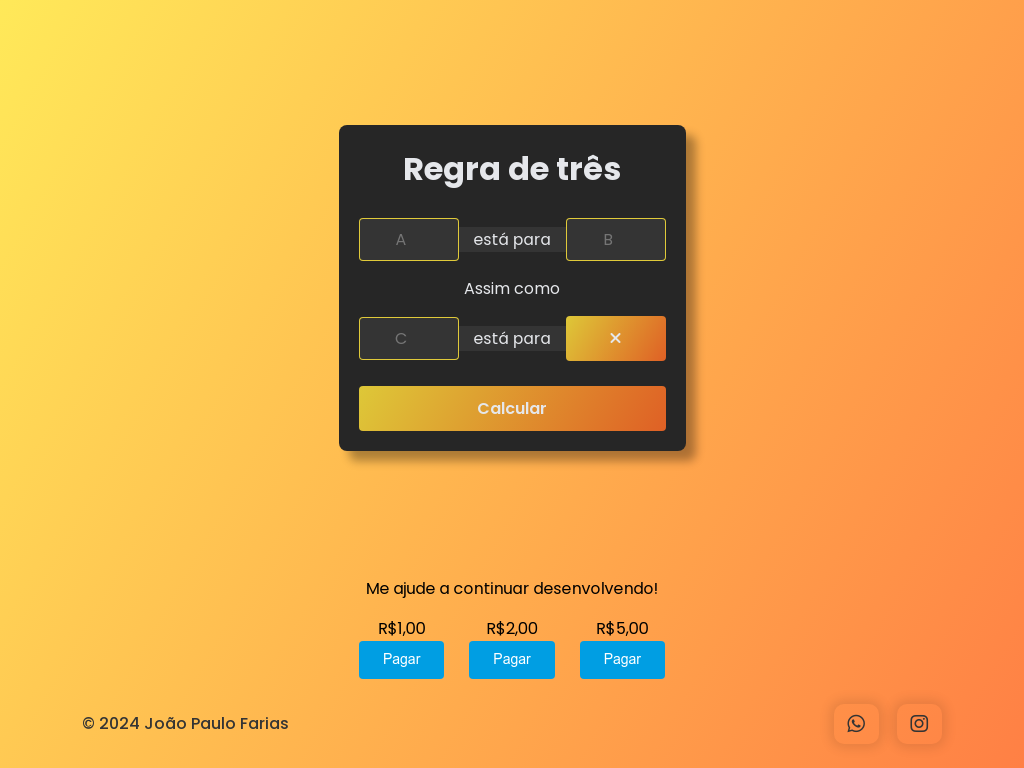 Regra de três
A está para B
Assim como
C está para ✕
Calcular
Me ajude a continuar desenvolvendo!
R$1,00 R$2,00 R$5,00
Pagar Pagar Pagar
© 2024 João Paulo Farias